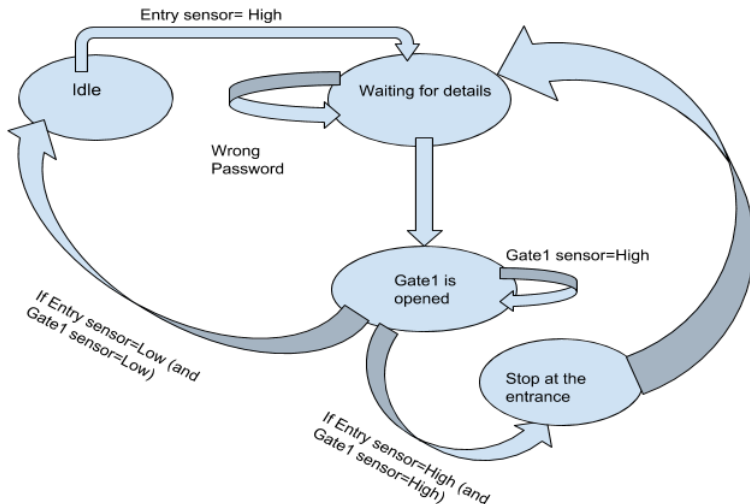 Entry sensor= High
Idle
Waiting for details
Wrong
Password
Gate1 sensor=High
Gate1 is
opened
If Entry sensor=Low (and
Gate1 sensor=Low)
Stop at the
entrance
If Entry sensor=High (and
Gate1 sensor=High)